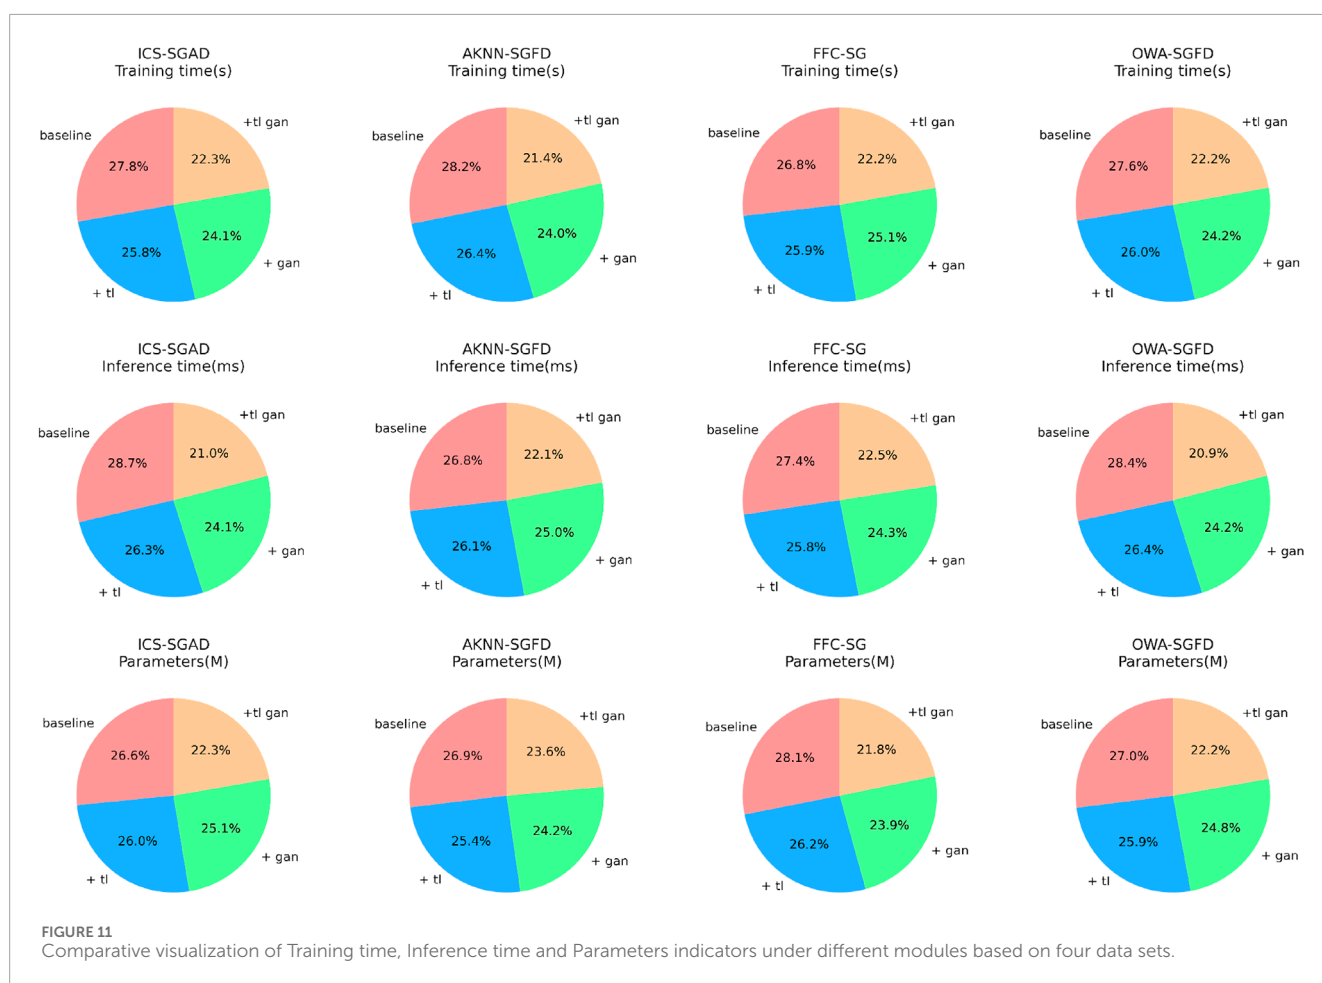 ICS-SGAD
Training time(s)
baseline
+tl gan
27.8%
22.3%
25.8%
24.1%
+ tl
+ gan
AKNN-SGFD
Training time(s)
baseline
+tl gan
28.2%
21.4%
26.4%
24.0%
+ tl
+ gan
FFC-SG
Training time(s)
baseline
+tl gan
26.8%
22.2%
25.9%
25.1%
+ tl
+ gan
OWA-SGFD
Training time(s)
baseline
+tl gan
27.6%
22.2%
26.0%
24.2%
+ tl
+ gan
ICS-SGAD
Inference time(ms)
baseline
+tl gan
28.7%
21.0%
26.3%
24.1%
+ tl
+ gan
AKNN-SGFD
Inference time(ms)
baseline
+tl gan
26.8%
22.1%
26.1%
25.0%
+ tl
+ gan
FFC-SG
Inference time(ms)
baseline
+tl gan
27.4%
22.5%
25.8%
24.3%
+ tl
+ gan
OWA-SGFD
Inference time(ms)
baseline
+tl gan
28.4%
20.9%
26.4%
24.2%
+ tl
+ gan
ICS-SGAD
Parameters(M)
baseline
+tl gan
26.6%
22.3%
26.0%
25.1%
+ tl
+ gan
AKNN-SGFD
Parameters(M)
baseline
+tl gan
26.9%
23.6%
25.4%
24.2%
+ tl
+ gan
FFC-SG
Parameters(M)
baseline
+tl gan
28.1%
21.8%
26.2%
23.9%
+ tl
+ gan
OWA-SGFD
Parameters(M)
baseline
+tl gan
27.0%
22.2%
25.9%
24.8%
+ tl
+ gan
FIGURE 11
Comparative visualization of Training time, Inference time and Parameters indicators under different modules based on four data sets.